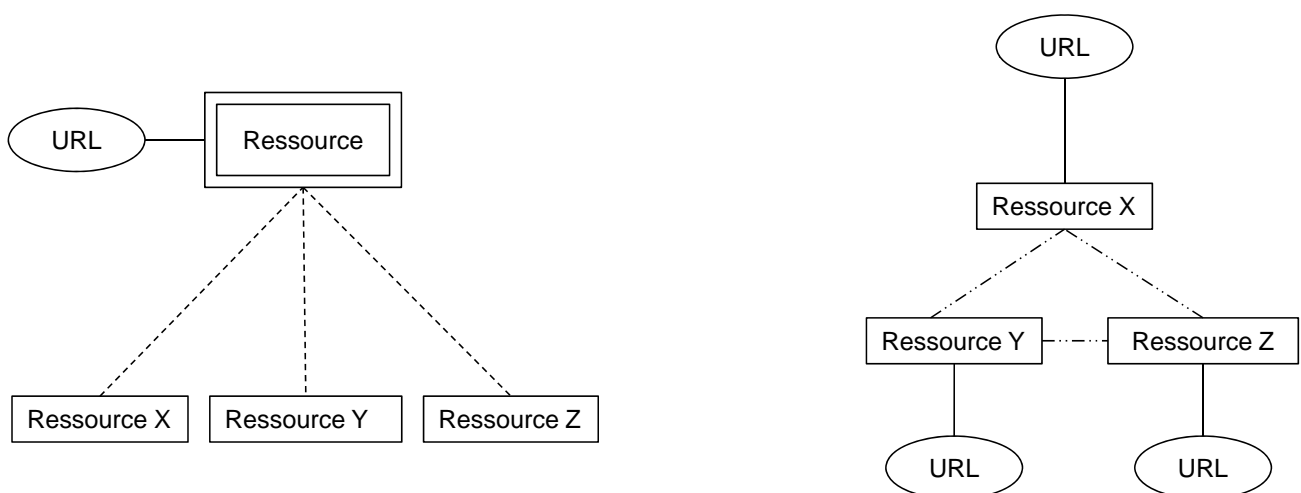 URL
Ressource
Ressource X
Ressource Y
Ressource Z
URL
Ressource X
Ressource Y
Ressource Z
URL
URL